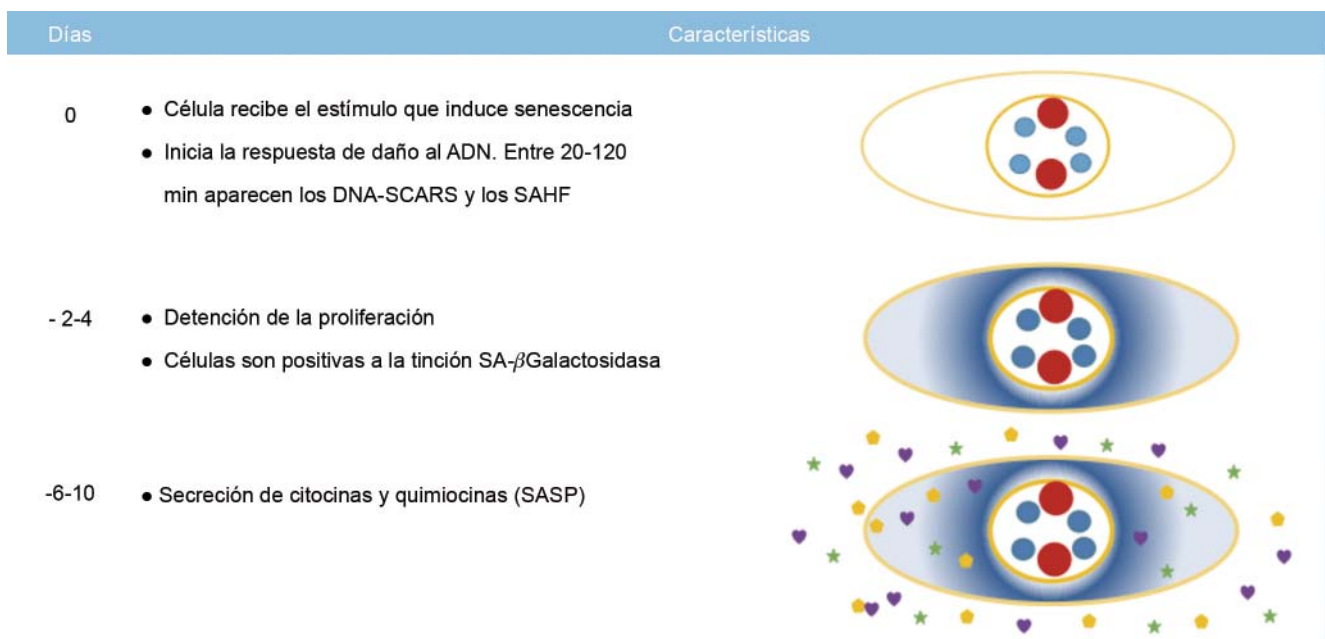 Días
Características
0
● Célula recibe el estímulo que induce senescencia
● Inicia la respuesta de daño al ADN. Entre 20-120
min aparecen los DNA-SCARS y los SAHF
- 2-4
● Detención de la proliferación
● Células son positivas a la tinción SA-βGalactosidasa
-6-10
● Secreción de citocinas y quimiocinas (SASP)